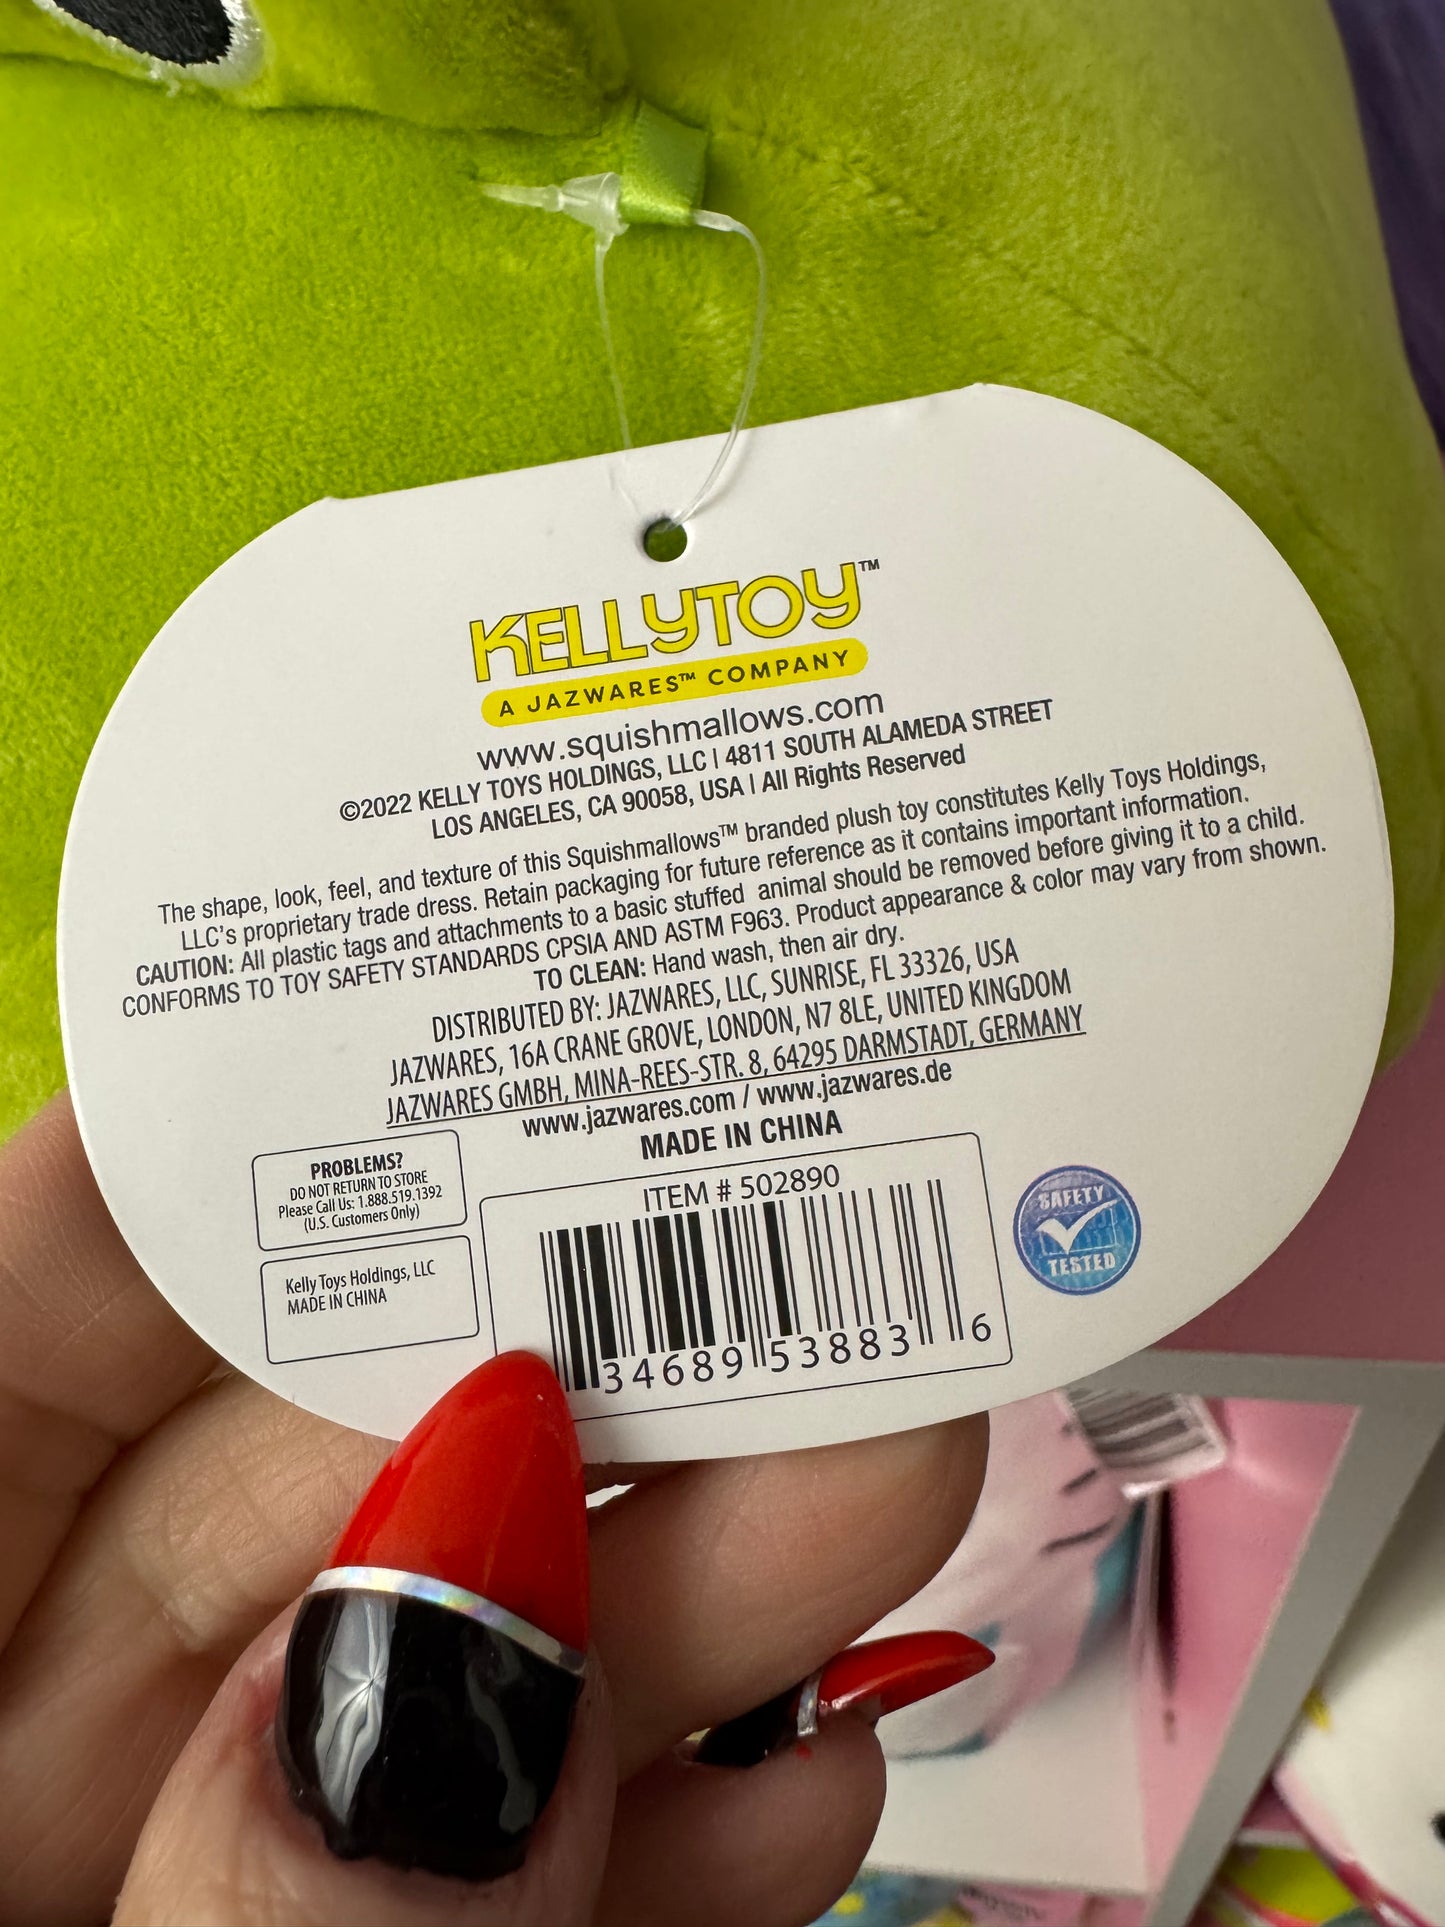 KELLYTOY™
A JAZWARES™ COMPANY
www.squishmallows.com
©2022 KELLY TOYS HOLDINGS, LLC | 4811 SOUTH ALAMEDA STREET
LOS ANGELES, CA 90058, USA | All Rights Reserved
The shape, look, feel, and texture of this Squishmallows™ branded plush toy constitutes Kelly Toys Holdings,
LLC's proprietary trade dress. Retain packaging for future reference as it contains important information.
CAUTION: All plastic tags and attachments to a basic stuffed animal should be removed before giving it to a child.
CONFORMS TO TOY SAFETY STANDARDS CPSIA AND ASTM F963. Product appearance & color may vary from shown.
TO CLEAN: Hand wash, then air dry.
DISTRIBUTED BY: JAZWARES, LLC, SUNRISE, FL 33326, USA
JAZWARES, 16A CRANE GROVE, LONDON, N7 8LE, UNITED KINGDOM
JAZWARES GMBH, MINA-REES-STR. 8, 64295 DARMSTADT, GERMANY
www.jazwares.com / www.jazwares.de
MADE IN CHINA
PROBLEMS?
DO NOT RETURN TO STORE
Please Call Us: 1.888.519.1392
(U.S. Customers Only)
Kelly Toys Holdings, LLC
MADE IN CHINA
ITEM # 502890
34689 53883 6
SAFETY
TESTED